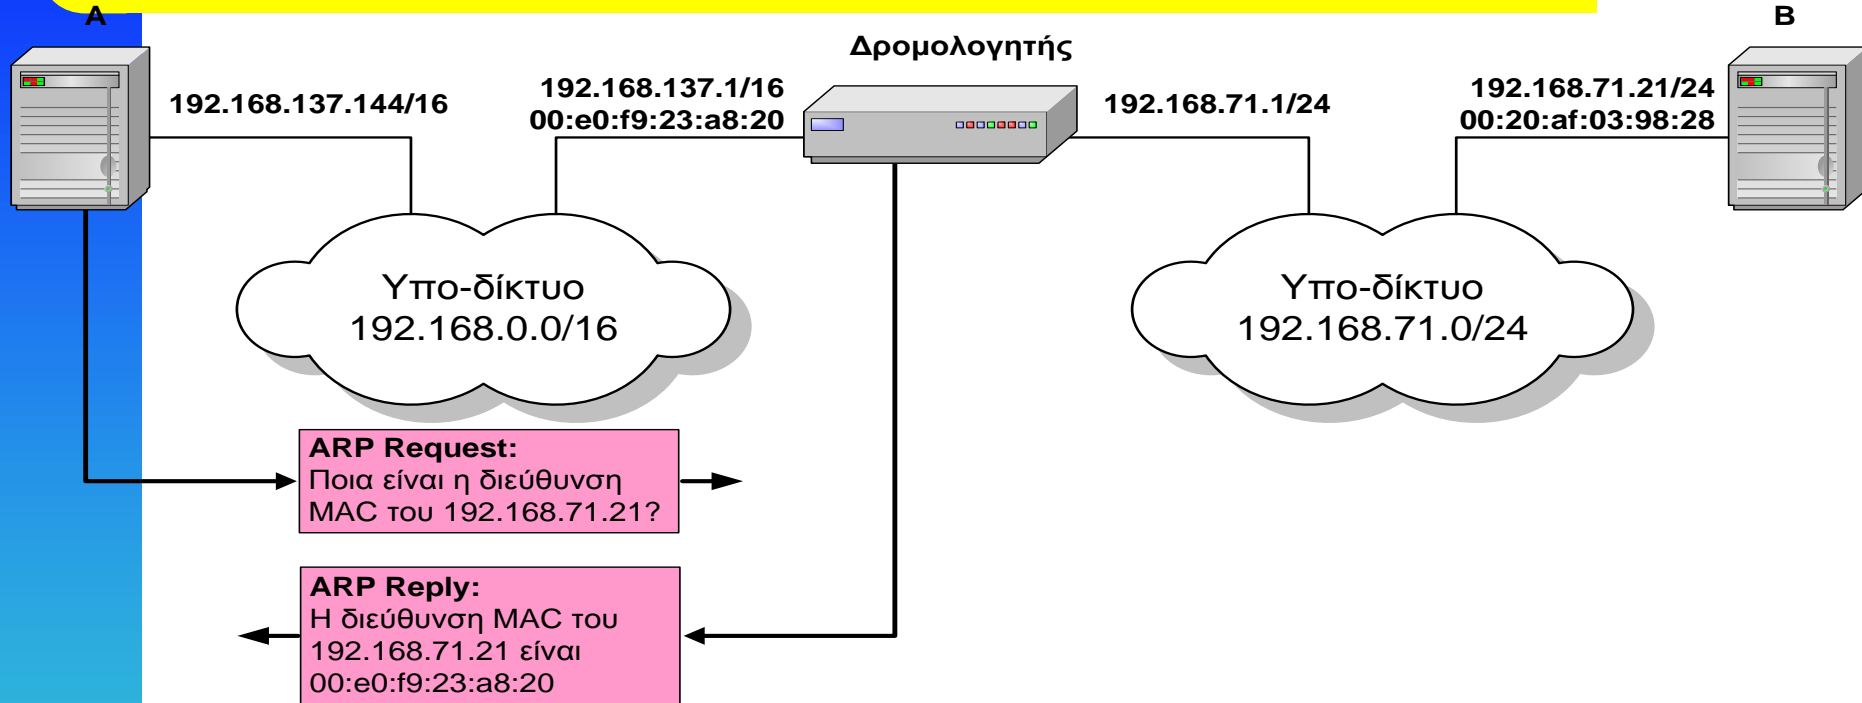 A
B
Δρομολογητής
192.168.137.144/16
192.168.137.1/16
00:e0:f9:23:a8:20
192.168.71.1/24
192.168.71.21/24
00:20:af:03:98:28
Υπο-δίκτυο
192.168.0.0/16
Υπο-δίκτυο
192.168.71.0/24
ARP Request:
Ποια είναι η διεύθυνση
MAC του 192.168.71.21?
ARP Reply:
Η διεύθυνση MAC του
192.168.71.21 είναι
00:e0:f9:23:a8:20